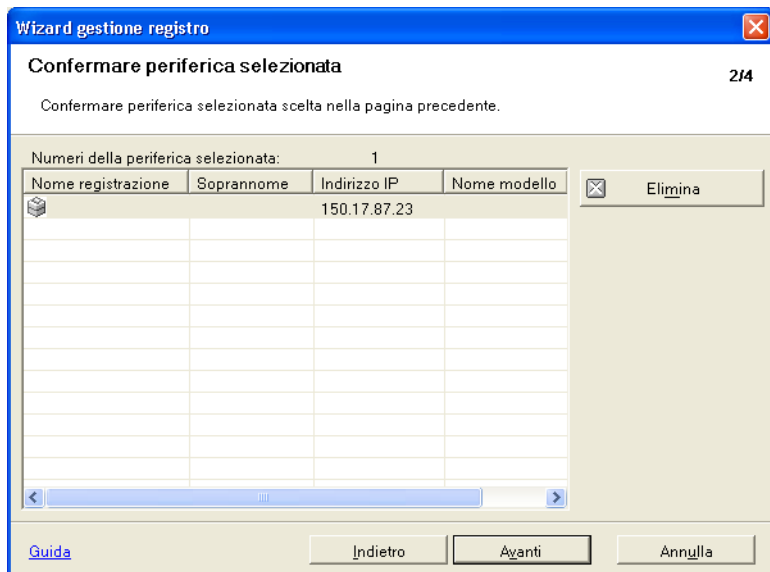 Wizard gestione registro
Confermare periferica selezionata
2/4
Confermare periferica selezionata scelta nella pagina precedente.
Numeri della periferica selezionata: 1
Nome registrazione Soprannome Indirizzo IP Nome modello
150.17.87.23
Elimina
Guida Indietro Avanti Annulla